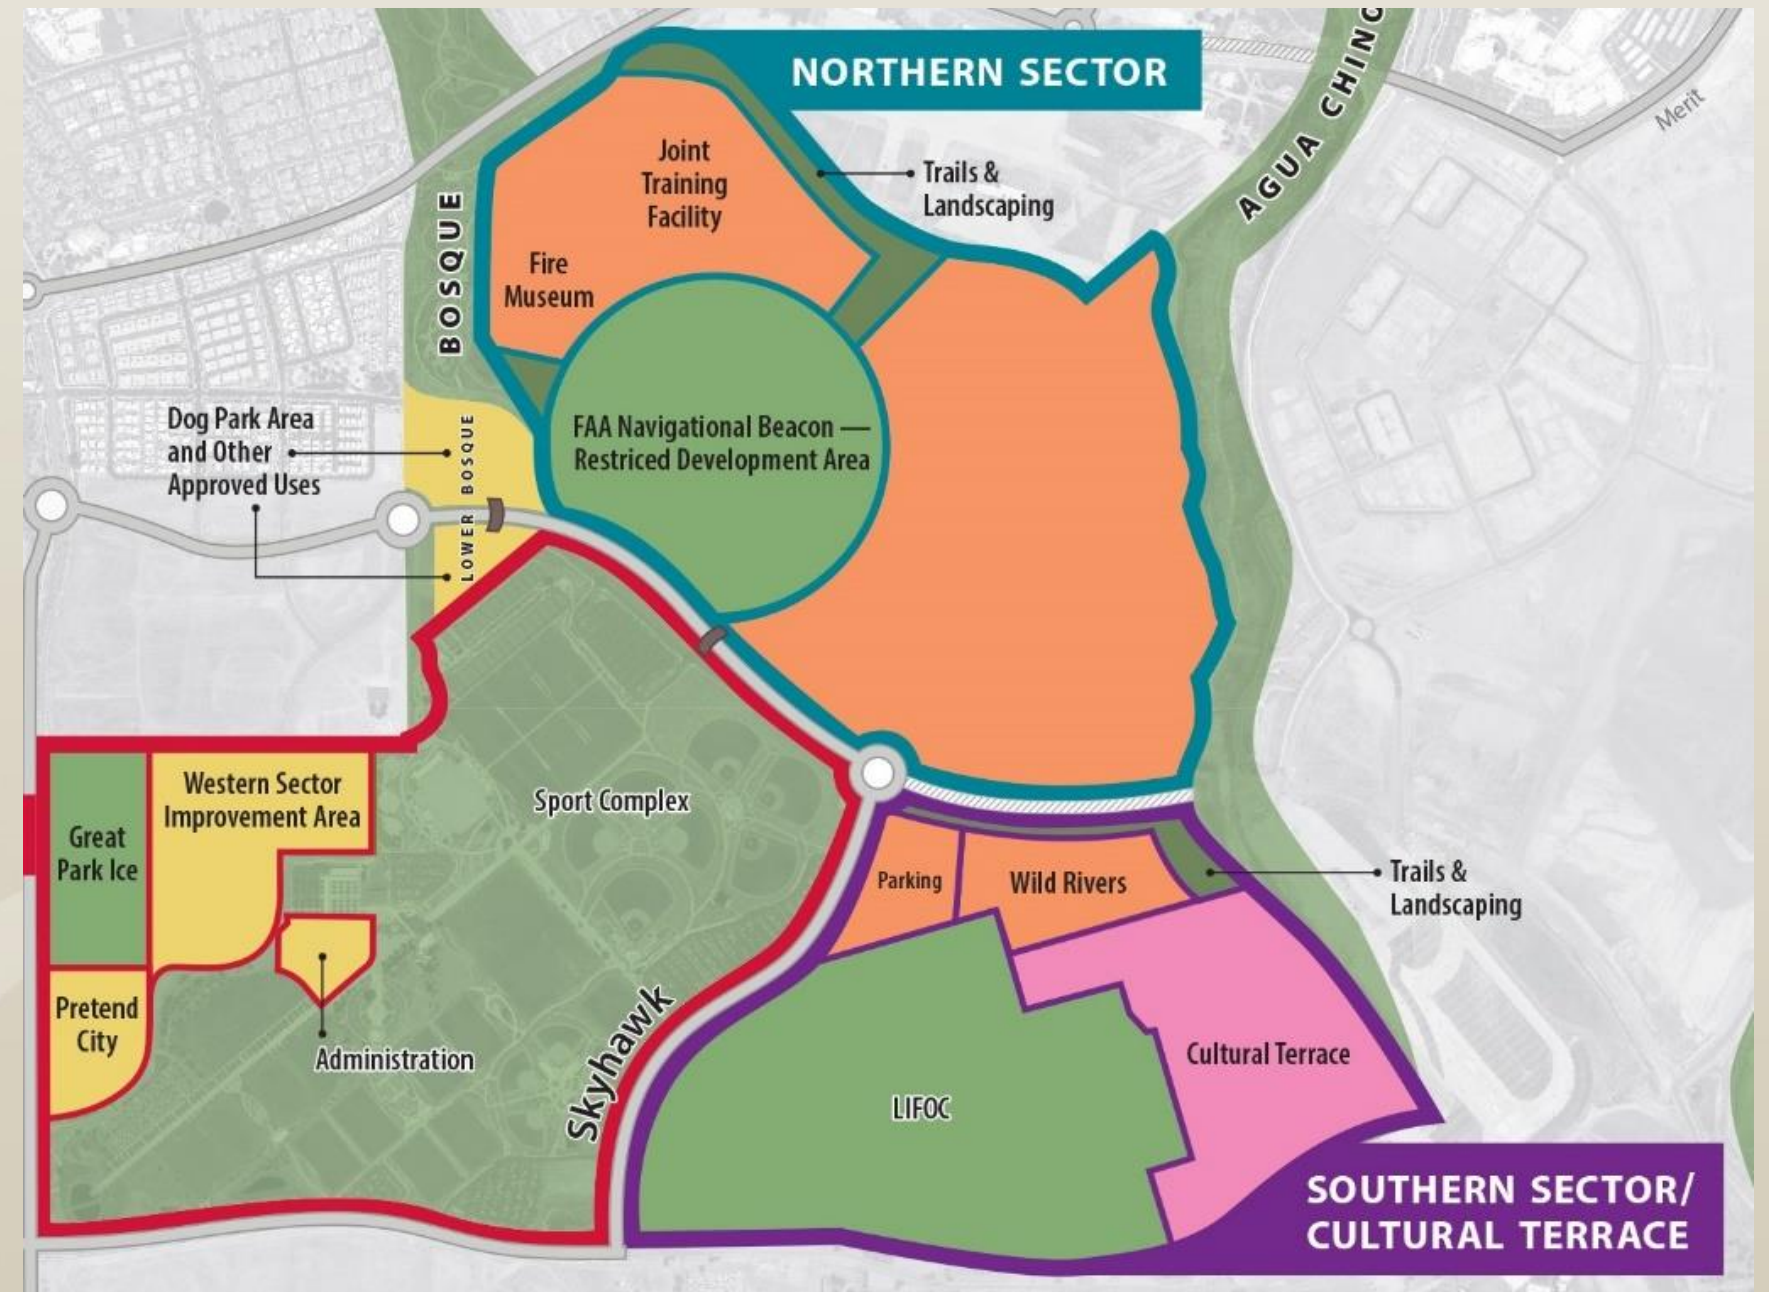 NORTHERN SECTOR
AGUA CHINO
Merit
Joint
Training
Facility
Trails &
Landscaping
BOSQUE
Fire
Museum
Dog Park Area
and Other
Approved Uses
LOWER BOSQUE
FAA Navigational Beacon —
Restriced Development Area
Western Sector
Improvement Area
Sport Complex
Great
Park Ice
Parking
Wild Rivers
Trails &
Landscaping
Pretend
City
Administration
Skyhawk
Cultural Terrace
LIFOC
SOUTHERN SECTOR/
CULTURAL TERRACE